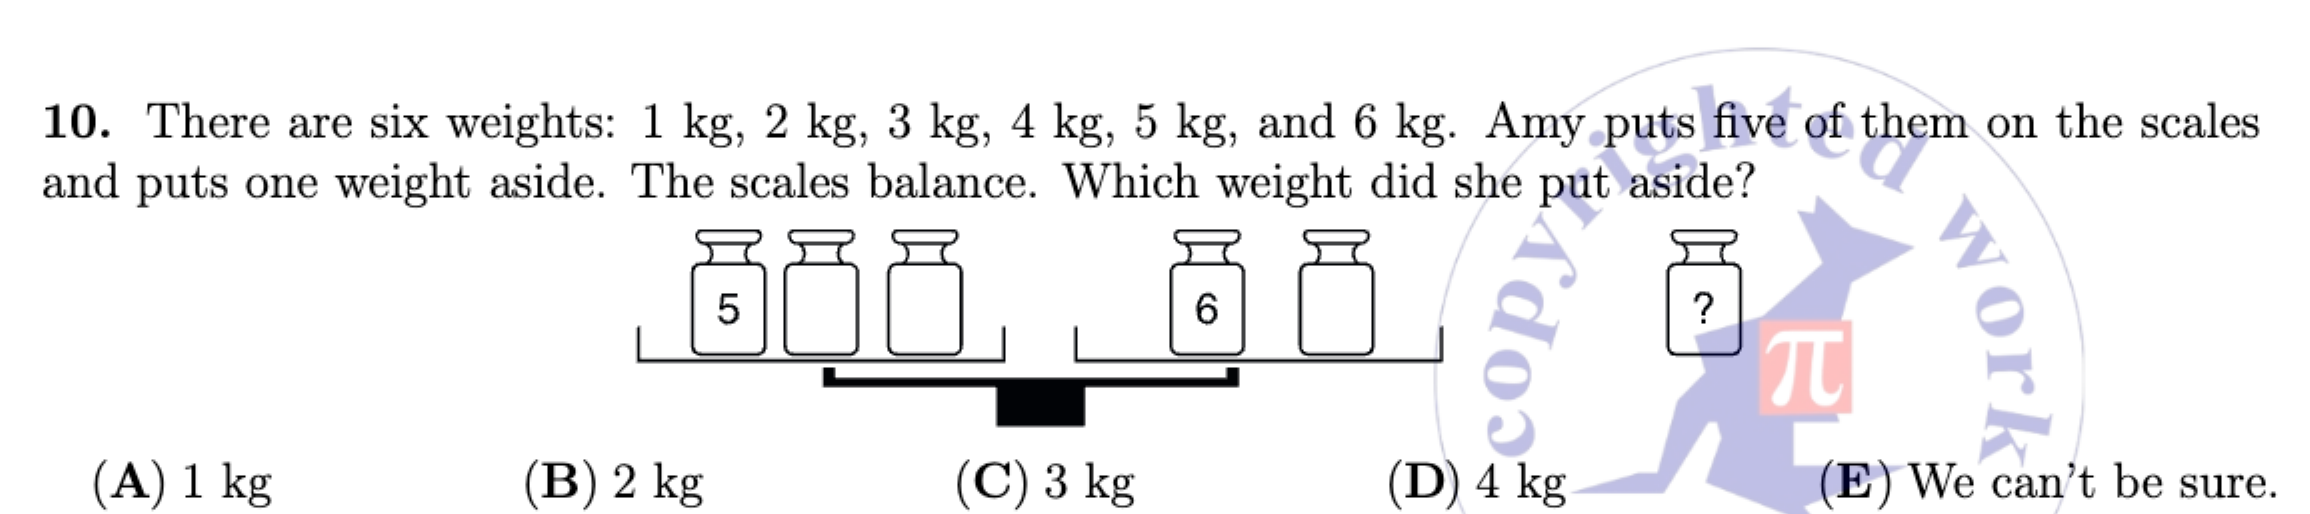 10. There are six weights: 1 kg, 2 kg, 3 kg, 4 kg, 5 kg, and 6 kg. Amy puts five of them on the scales
and puts one weight aside. The scales balance. Which weight did she put aside?
5 6 ?
copyrighted work
π
(A) 1 kg (B) 2 kg (C) 3 kg (D) 4 kg (E) We can't be sure.